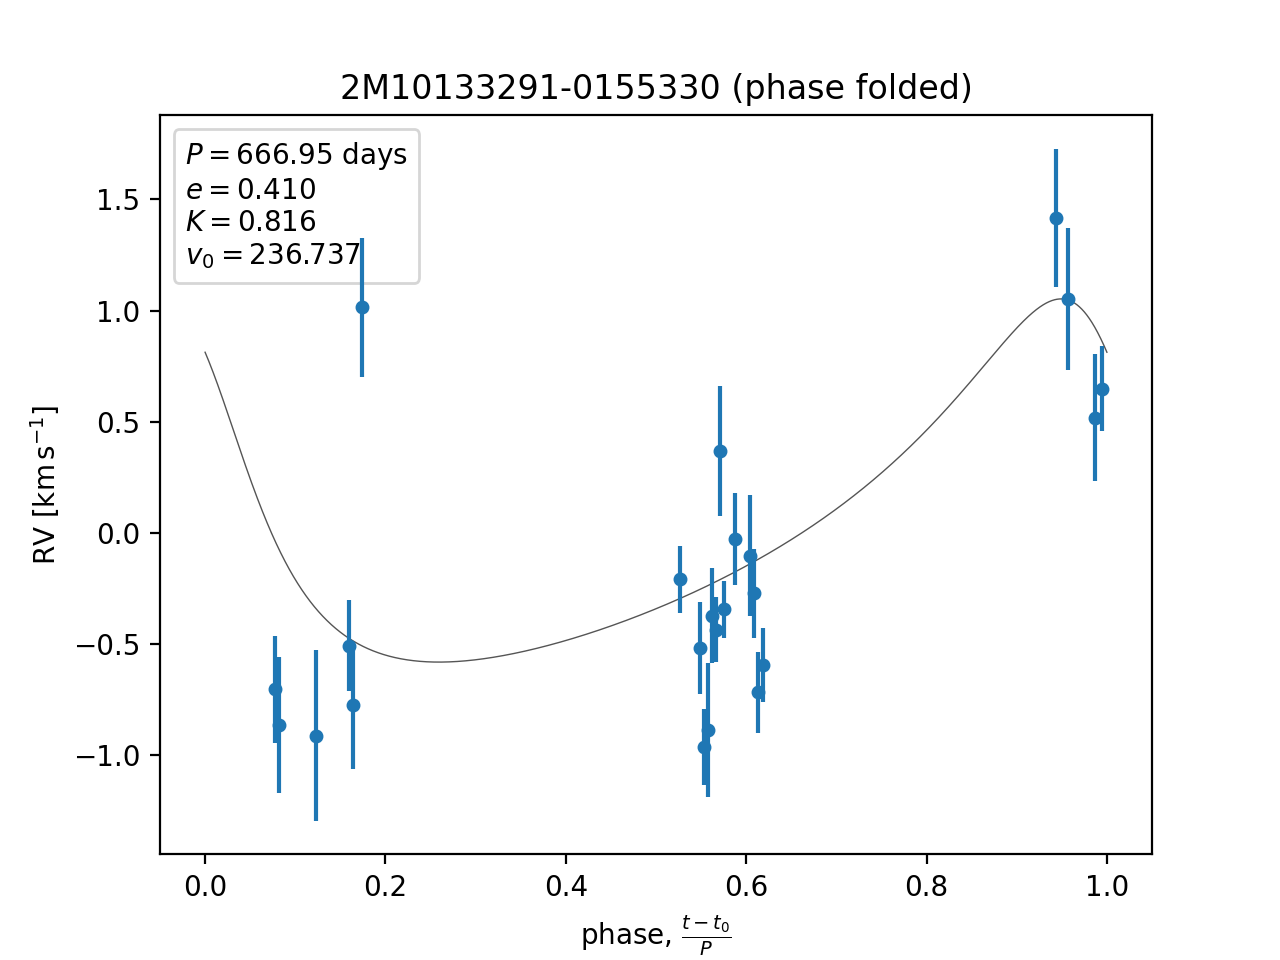 2M10133291-0155330 (phase folded)
P = 666.95 days
e = 0.410
K = 0.816
v₀ = 236.737
RV [km s⁻¹]
1.5
1.0
0.5
0.0
−0.5
−1.0
0.0 0.2 0.4 0.6 0.8 1.0
phase, (t − t₀)/P